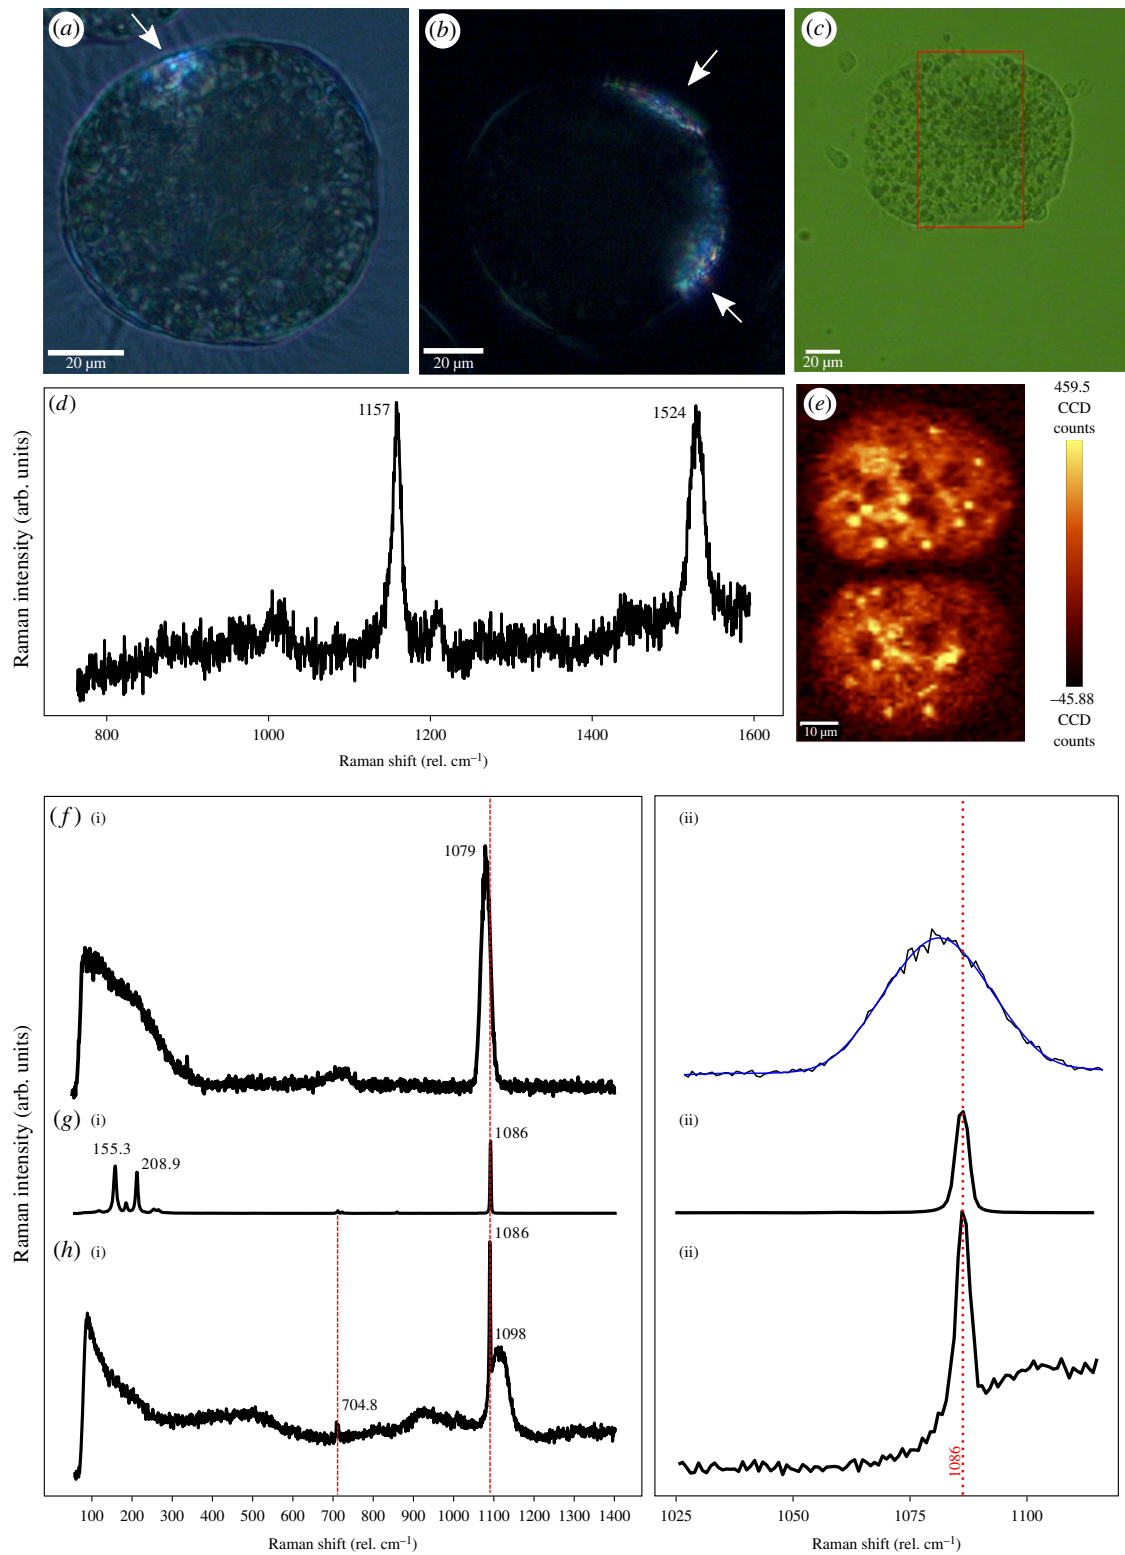 (a)
(b)
(c)
20 µm
20 µm
20 µm
(d)
1157
1524
Raman intensity (arb. units)
800
1000
1200
1400
1600
Raman shift (rel. cm⁻¹)
(e)
10 µm
459.5
CCD
counts
–45.88
CCD
counts
(f) (i)
1079
(ii)
(g) (i)
155.3
208.9
1086
(ii)
(h) (i)
1086
1098
704.8
(ii)
1086
Raman intensity (arb. units)
100 200 300 400 500 600 700 800 900 1000 1100 1200 1300 1400
Raman shift (rel. cm⁻¹)
1025 1050 1075 1100
Raman shift (rel. cm⁻¹)